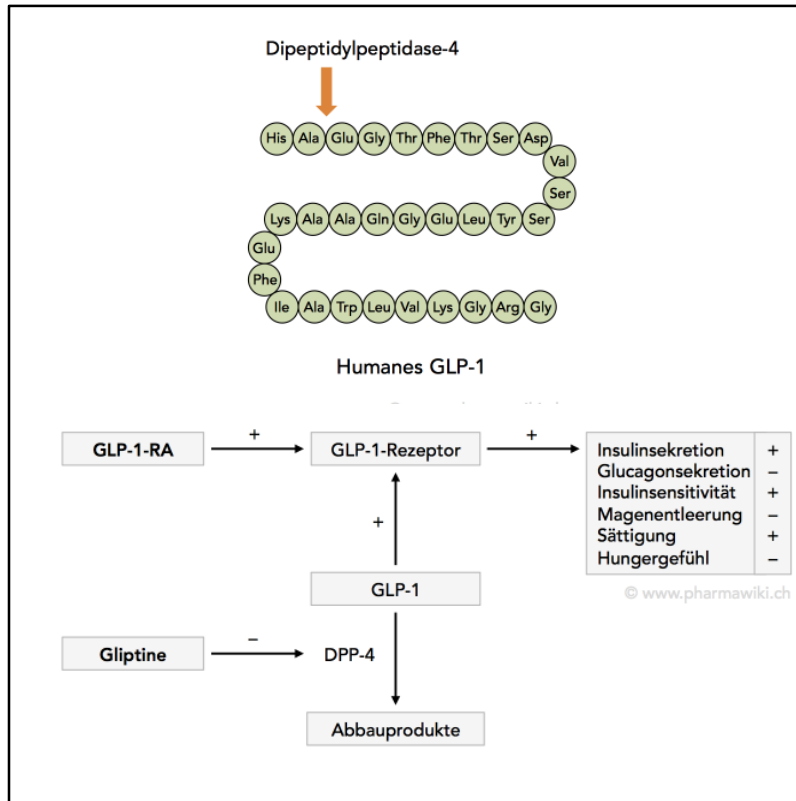 Dipeptidylpeptidase-4
His Ala Glu Gly Thr Phe Thr Ser Asp
Val
Ser
Lys Ala Ala Gln Gly Glu Leu Tyr Ser
Glu
Phe
Ile Ala Trp Leu Val Lys Gly Arg Gly
Humanes GLP-1
GLP-1-RA + GLP-1-Rezeptor +
Insulinsekretion +
Glucagonsekretion –
Insulinsensitivität +
Magenentleerung –
Sättigung +
Hungergefühl –
+
GLP-1
© www.pharmawiki.ch
Gliptine – DPP-4
Abbauprodukte